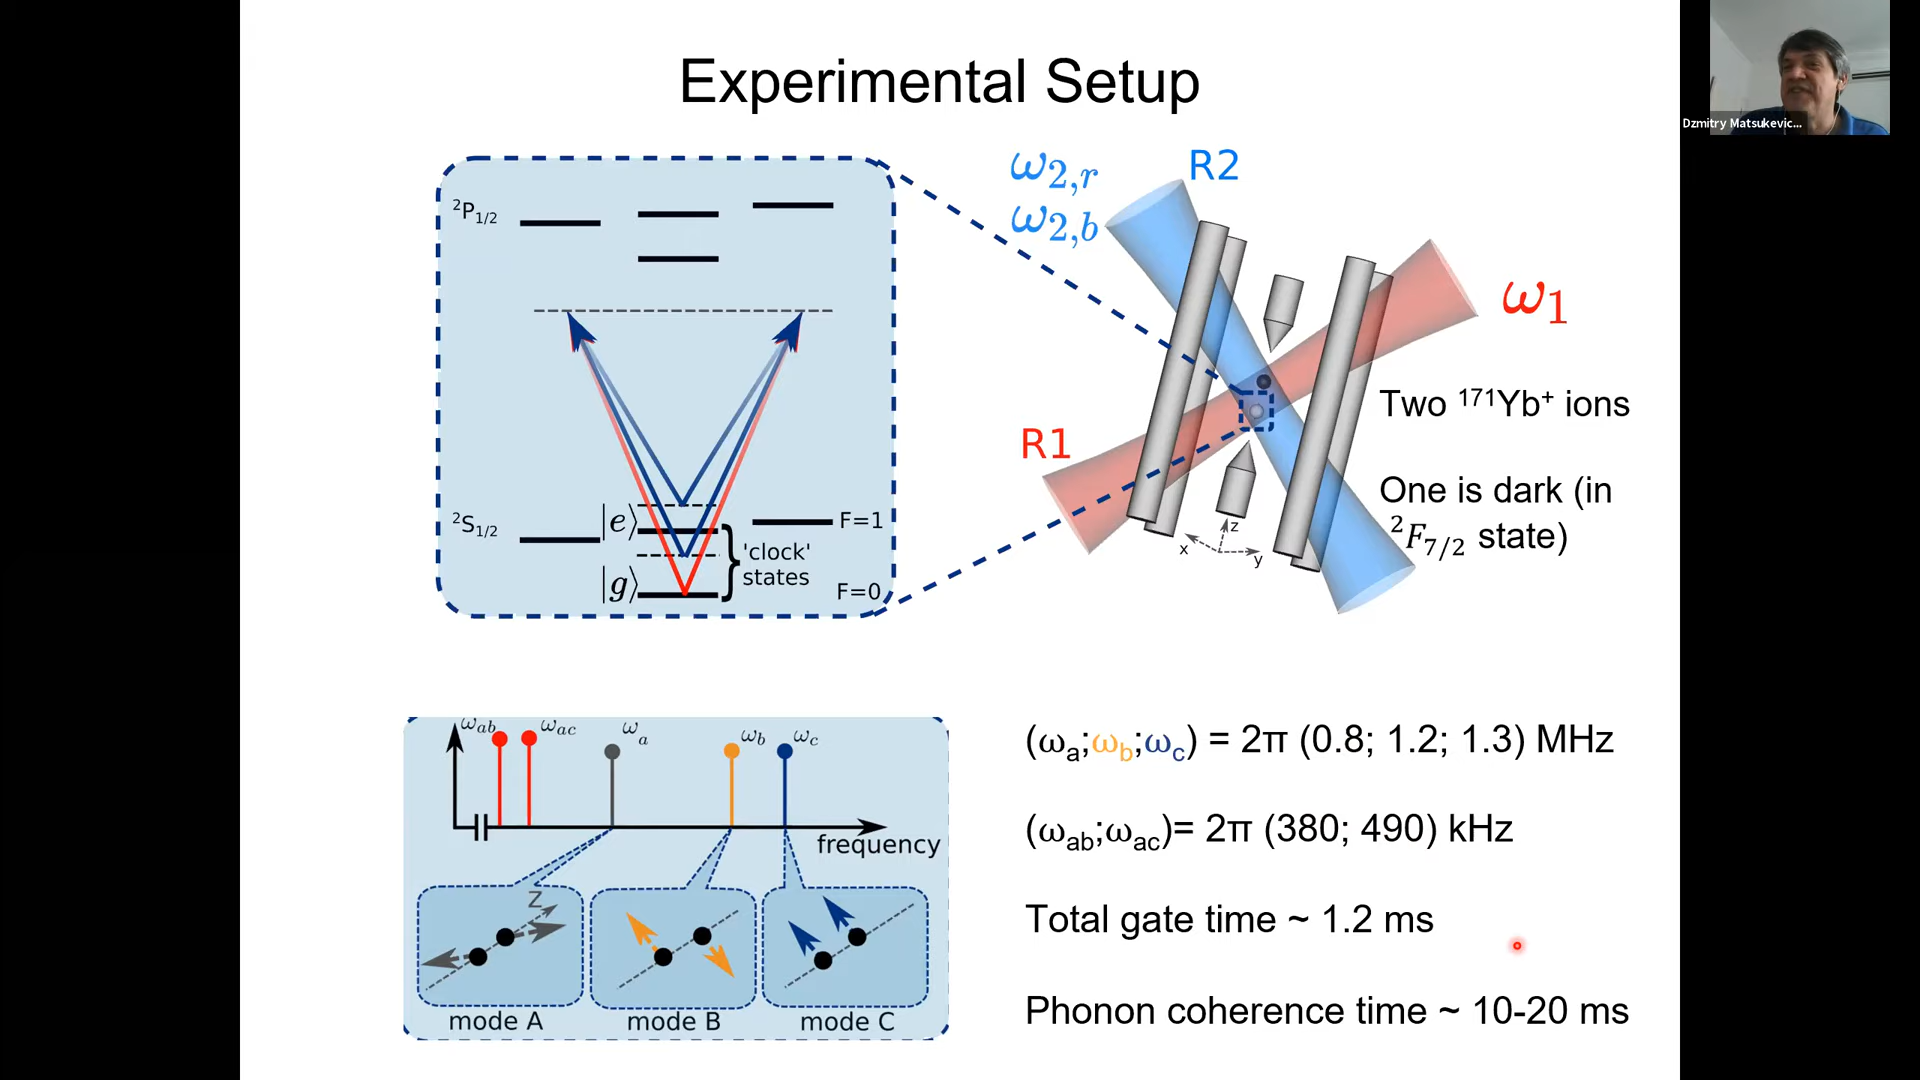 Experimental Setup
Dzmitry Matsukevic...
²P₁/₂
²S₁/₂
|e⟩
F=1
'clock'
states
|g⟩
F=0
ω₂,ᵣ
ω₂,b
R2
ω₁
R1
z
x
y
Two ¹⁷¹Yb⁺ ions
One is dark (in
²F₇/₂ state)
ωab
ωac
ωa
ωb
ωc
frequency
Z
mode A
mode B
mode C
(ωa;ωb;ωc) = 2π (0.8; 1.2; 1.3) MHz
(ωab;ωac)= 2π (380; 490) kHz
Total gate time ~ 1.2 ms
Phonon coherence time ~ 10-20 ms